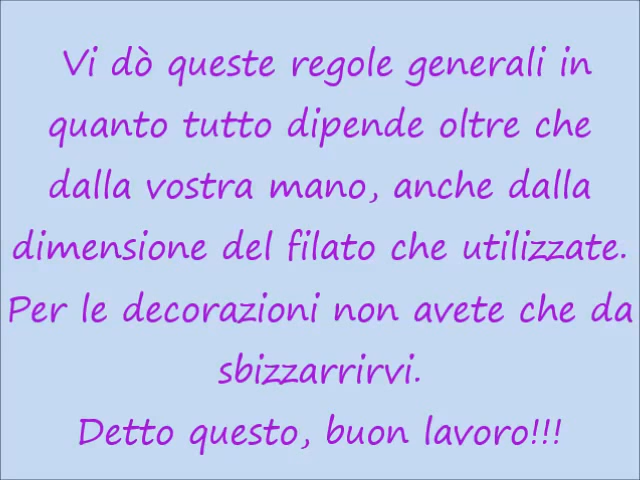 Vi dò queste regole generali in
quanto tutto dipende oltre che
dalla vostra mano, anche dalla
dimensione del filato che utilizzate.
Per le decorazioni non avete che da
sbizzarrirvi.
Detto questo, buon lavoro!!!